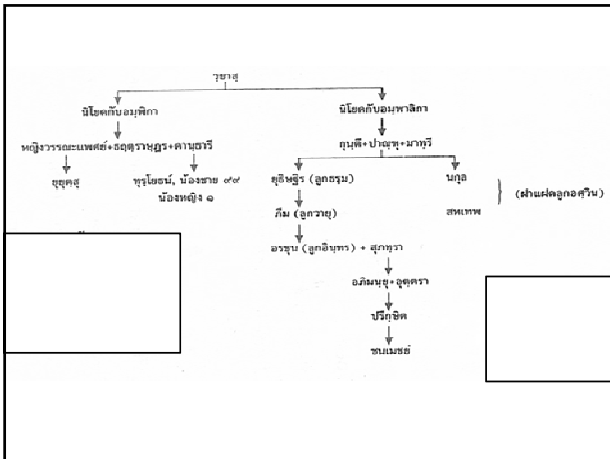 วฺยาสฺ
นิโยคกับอมฺพิกา
นิโยคกับอมฺพาลิกา
หญิงวรรณะแพศย์+ธฤตฺราษฺฏร+คานฺธารี
กุนฺตี+ปาณฺฑุ+มาทฺรี
ยุยุตฺสุ
ทุรฺโยธน์, น้องชาย ๙๙
น้องหญิง ๑
ยุธิษฐิร (ลูกธรฺม)
นกุล
ภีม (ลูกวายุ)
สหเทพ
(ฝาแฝดลูกอศฺวิน)
อรชุน (ลูกอินฺทร) + สุภทฺรา
อภิมนฺยุ+อุตฺตรา
ปรีกฺษิต
ชนเมชย์